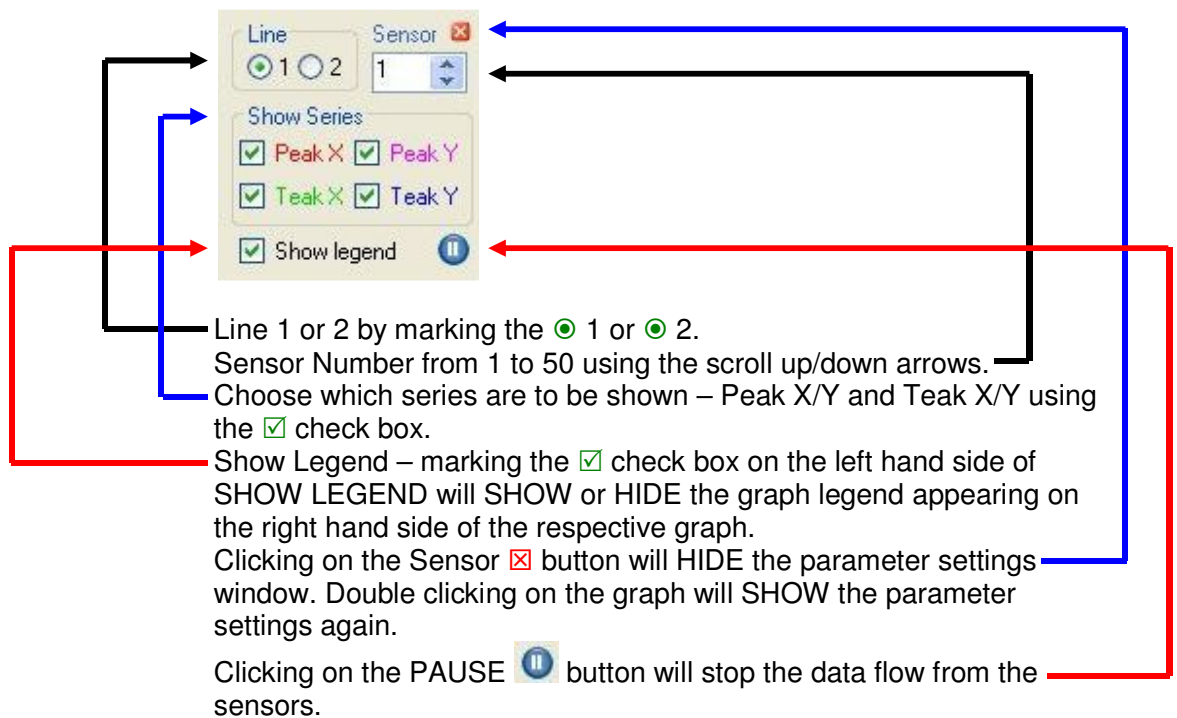 Line Sensor
1 2 1
Show Series
Peak X Peak Y
Teak X Teak Y
Show legend
Line 1 or 2 by marking the ◉ 1 or ◉ 2.
Sensor Number from 1 to 50 using the scroll up/down arrows.
Choose which series are to be shown – Peak X/Y and Teak X/Y using
the ☑ check box.
Show Legend – marking the ☑ check box on the left hand side of
SHOW LEGEND will SHOW or HIDE the graph legend appearing on
the right hand side of the respective graph.
Clicking on the Sensor ☒ button will HIDE the parameter settings
window. Double clicking on the graph will SHOW the parameter
settings again.
Clicking on the PAUSE button will stop the data flow from the
sensors.